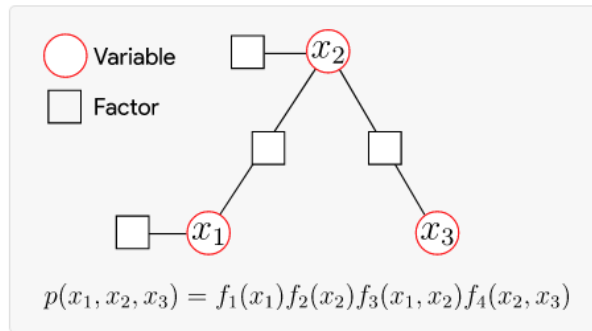 Variable
x₂
Factor
x₁
x₃
p(x₁, x₂, x₃) = f₁(x₁)f₂(x₂)f₃(x₁, x₂)f₄(x₂, x₃)